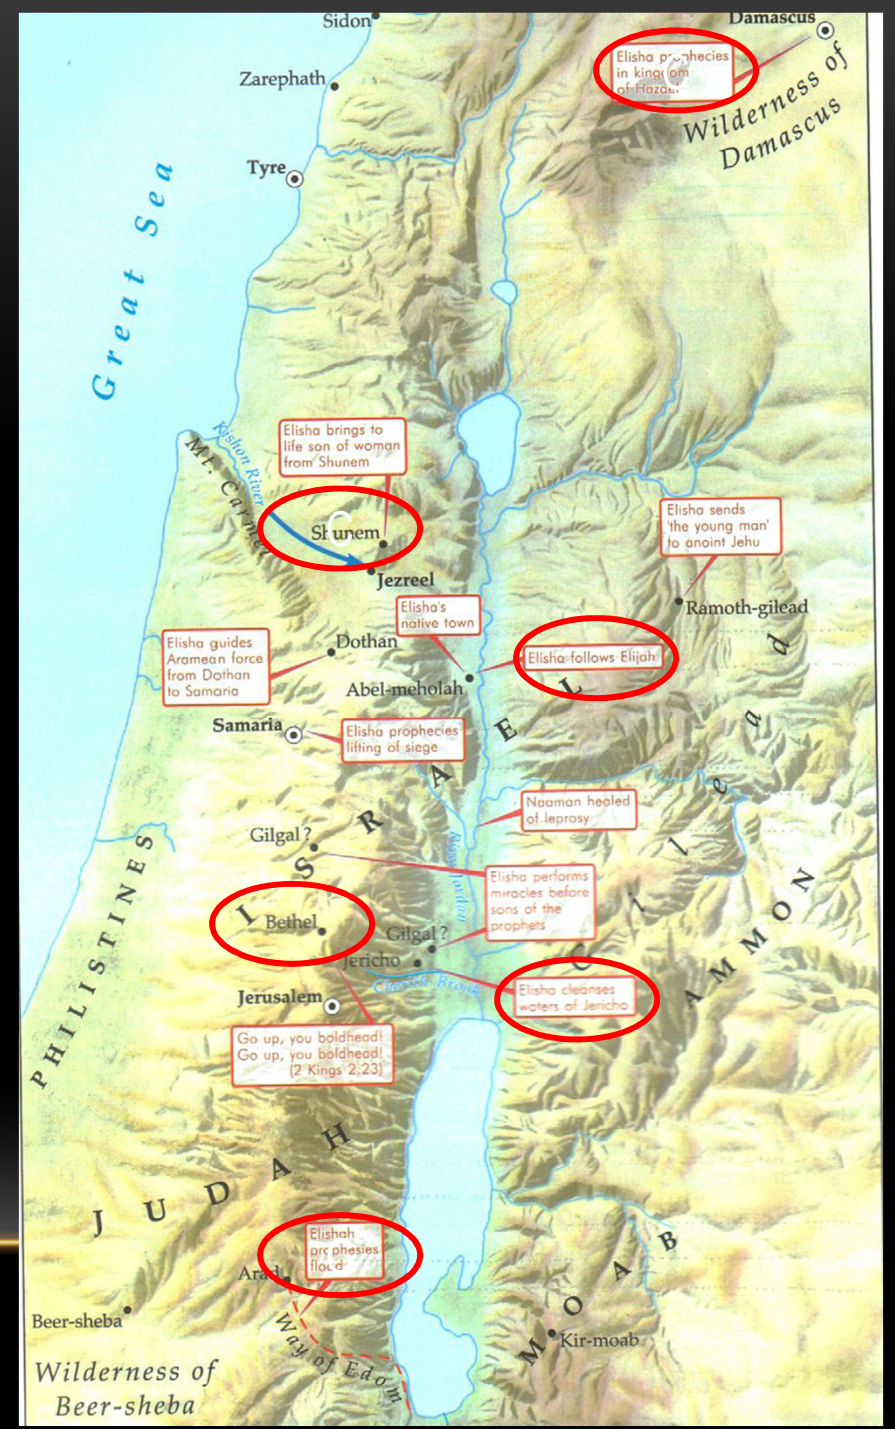 Sidon
Damascus
Elisha prophecies
in kingdom
of Hazael
Zarephath
Wilderness of
Damascus
Tyre
Great Sea
Elisha brings to
life son of woman
from Shunem
Kishon River
Mt. Carmel
Shunem
Jezreel
Elisha sends
'the young man'
to anoint Jehu
Ramoth-gilead
Elisha's
native town
Elisha guides
Aramean force
from Dothan
to Samaria
Dothan
Elisha follows Elijah
Abel-meholah
Samaria
Elisha prophecies
lifting of siege
ISRAEL
Gilead
Naaman healed
of leprosy
Gilgal?
River Jordan
Elisha performs
miracles before
sons of the
prophets
PHILISTINES
AMMON
Bethel
Gilgal?
Jericho
Cherith Brook
Elisha cleanses
waters of Jericho
Jerusalem
Go up, you boldhead!
Go up, you boldhead!
(2 Kings 2:23)
JUDAH
Elishah
prophesies
flood
Arad
MOAB
Beer-sheba
Way of Edom
Kir-moab
Wilderness of
Beer-sheba